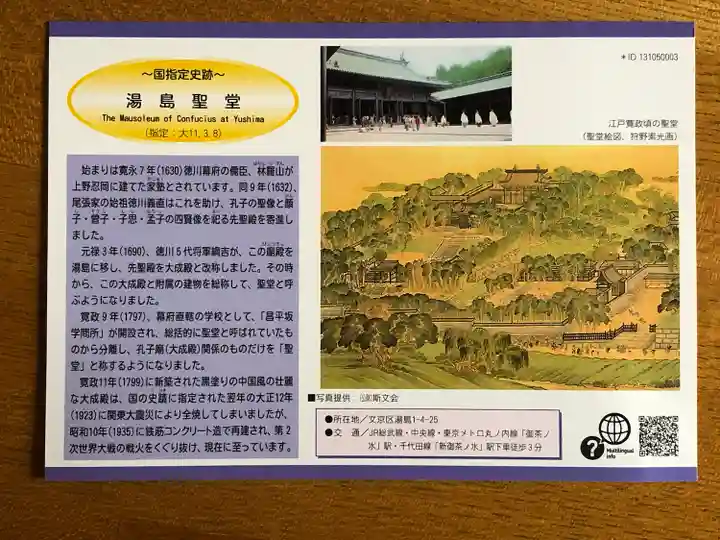 ～国指定史跡～
湯島聖堂
The Mausoleum of Confucius at Yushima
(指定：大11.3.8)
始まりは寛永７年(1630)徳川幕府の儒臣、林羅山が
上野忍岡に建てた家塾とされています。同９年(1632)、
尾張家の始祖徳川義直はこれを助け、孔子の聖像と顔
子・曽子・子思・孟子の四賢像を祀る先聖殿を寄進し
ました。
元禄３年(1690)、徳川５代将軍綱吉が、この廟殿を
湯島に移し、先聖殿を大成殿と改称しました。その時
から、この大成殿と附属の建物を総称して、聖堂と呼
ぶようになりました。
寛政９年(1797)、幕府直轄の学校として、「昌平坂
学問所」が開設され、総括的に聖堂と呼ばれていたも
のから分離し、孔子廟(大成殿)関係のものだけを「聖
堂」と称するようになりました。
寛政11年(1799)に新築された黒塗りの中国風の壮麗
な大成殿は、国の史蹟に指定された翌年の大正12年
(1923)に関東大震災により全焼してしまいましたが、
昭和10年(1935)に鉄筋コンクリート造で再建され、第２
次世界大戦の戦火をくぐり抜け、現在に至っています。
＊ID 131050003
江戸寛政頃の聖堂
(聖堂絵図、狩野素光画)
■写真提供：㈶斯文会
●所在地／文京区湯島1-4-25
●交　通／JR総武線・中央線・東京メトロ丸ノ内線「御茶ノ
水」駅・千代田線「新御茶ノ水」駅下車徒歩３分
?
Multilingual
info